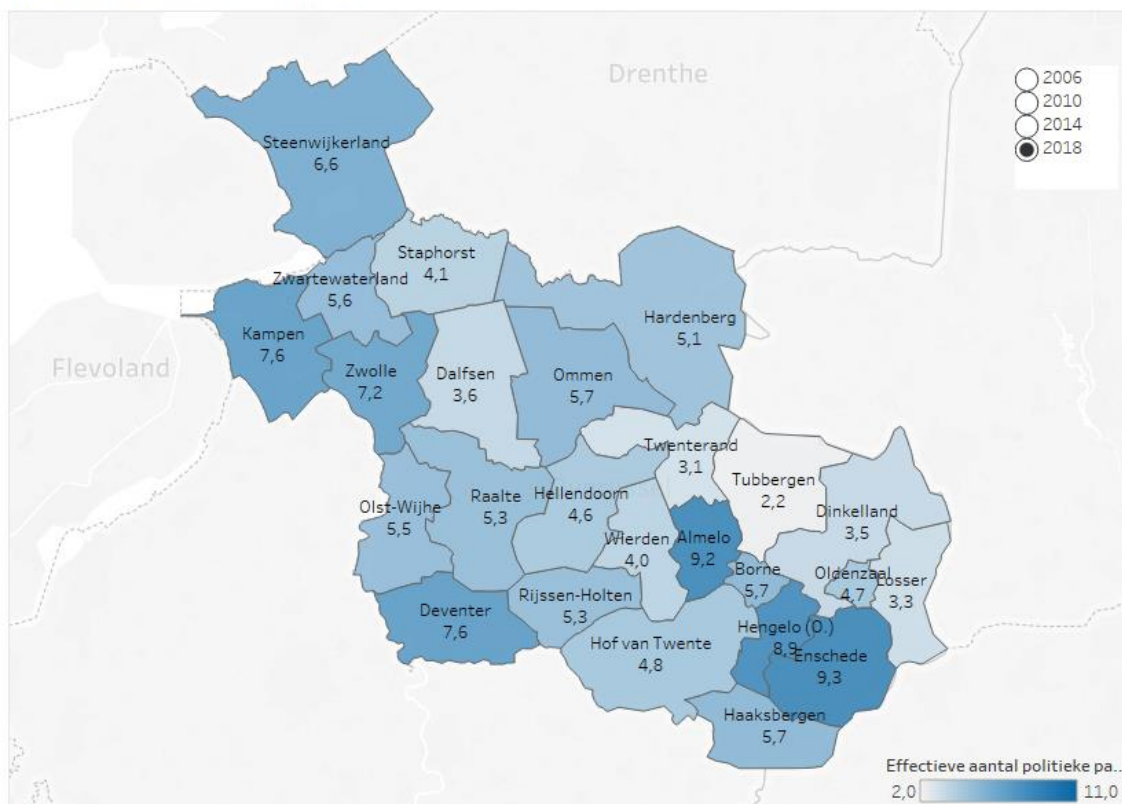 Drenthe
2006
2010
2014
2018
Steenwijkerland
6,6
Staphorst
4,1
Zwartewaterland
5,6
Hardenberg
5,1
Kampen
7,6
Flevoland
Zwolle
7,2
Dalfsen
3,6
Ommen
5,7
Twenterand
3,1
Tubbergen
2,2
Hellendoorn
4,6
Raalte
5,3
Olst-Wijhe
5,5
Dinkelland
3,5
Wierden
4,0
Almelo
9,2
Borne
5,7
Oldenzaal
4,7
Losser
3,3
Rijssen-Holten
5,3
Deventer
7,6
Hengelo (O.)
8,9
Hof van Twente
4,8
Enschede
9,3
Haaksbergen
5,7
Effectieve aantal politieke pa..
2,0 11,0